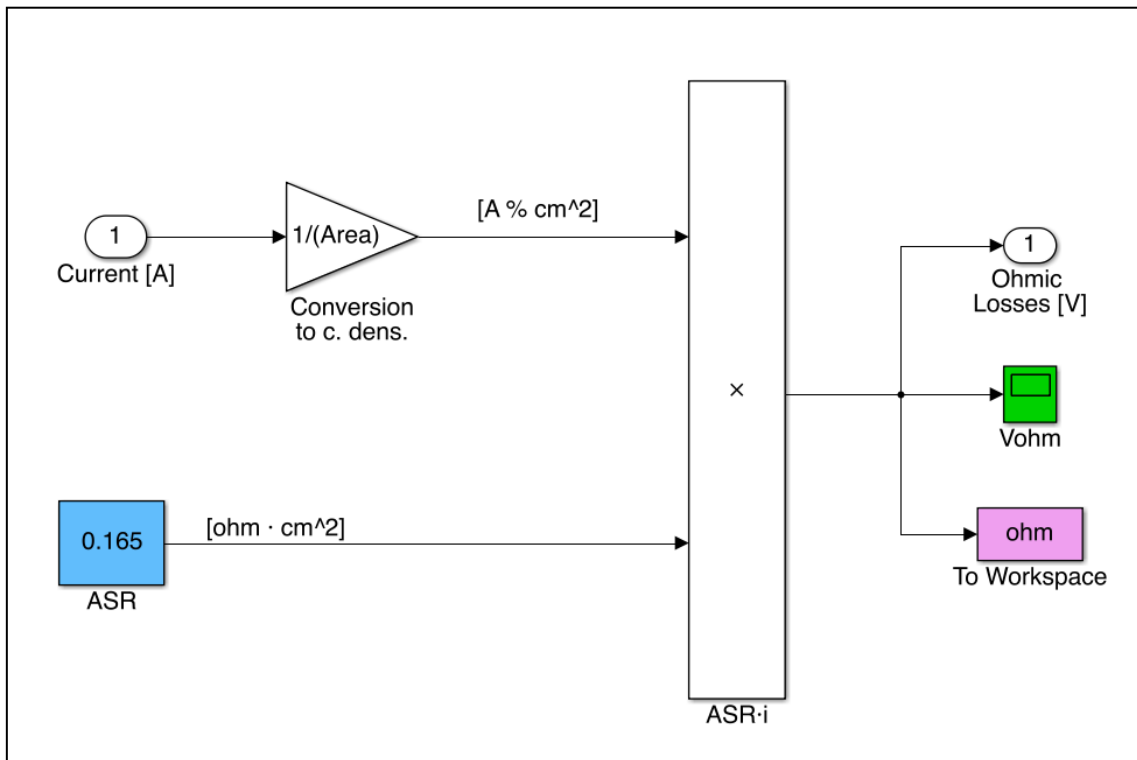 [A % cm^2]
1
1/(Area)
Current [A]
Conversion
to c. dens.
1
Ohmic
Losses [V]
×
Vohm
[ohm · cm^2]
0.165
ASR
ohm
To Workspace
ASR·i